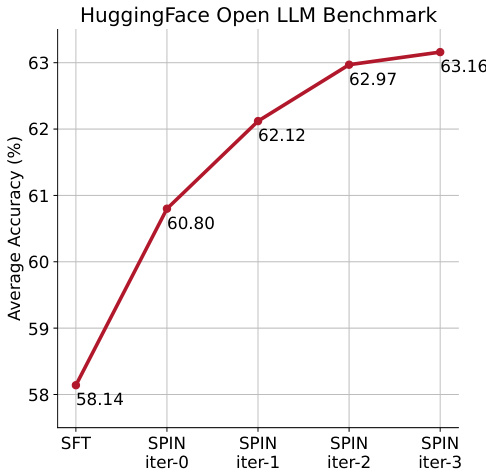 HuggingFace Open LLM Benchmark
Average Accuracy (%)
63
62
61
60
59
58
58.14
60.80
62.12
62.97
63.16
SFT
SPIN
iter-0
SPIN
iter-1
SPIN
iter-2
SPIN
iter-3